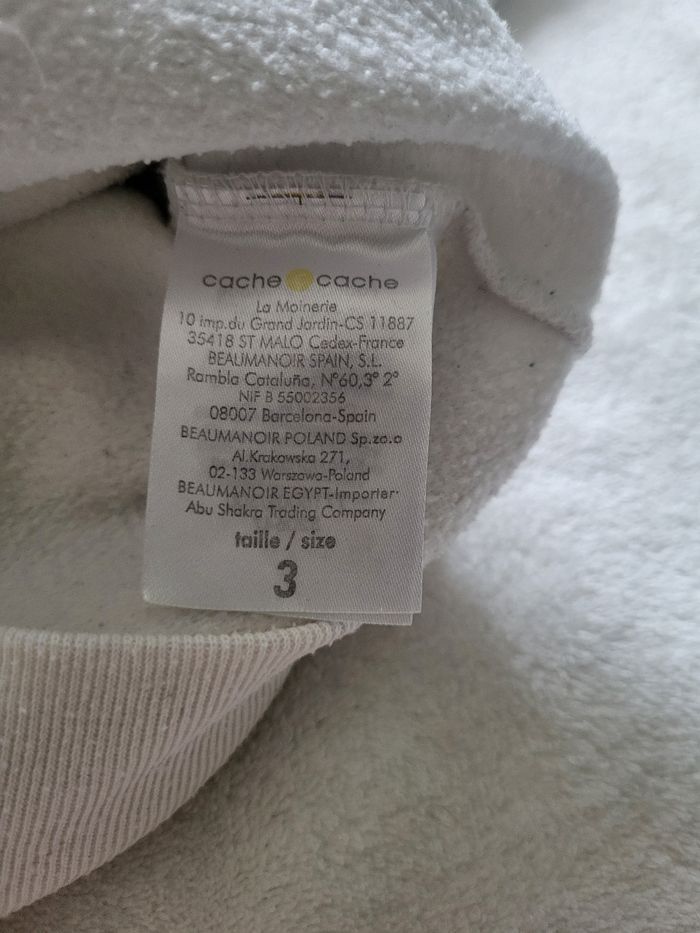 cache cache
La Moinerie
10 imp.du Grand Jardin-CS 11887
35418 ST MALO Cedex-France
BEAUMANOIR SPAIN, S.L.
Rambla Cataluña, N°60,3° 2°
NIF B 55002356
08007 Barcelona-Spain
BEAUMANOIR POLAND Sp.zo.o
Al.Krakowska 271,
02-133 Warszawa-Poland
BEAUMANOIR EGYPT-Importer·
Abu Shakra Trading Company
taille / size
3